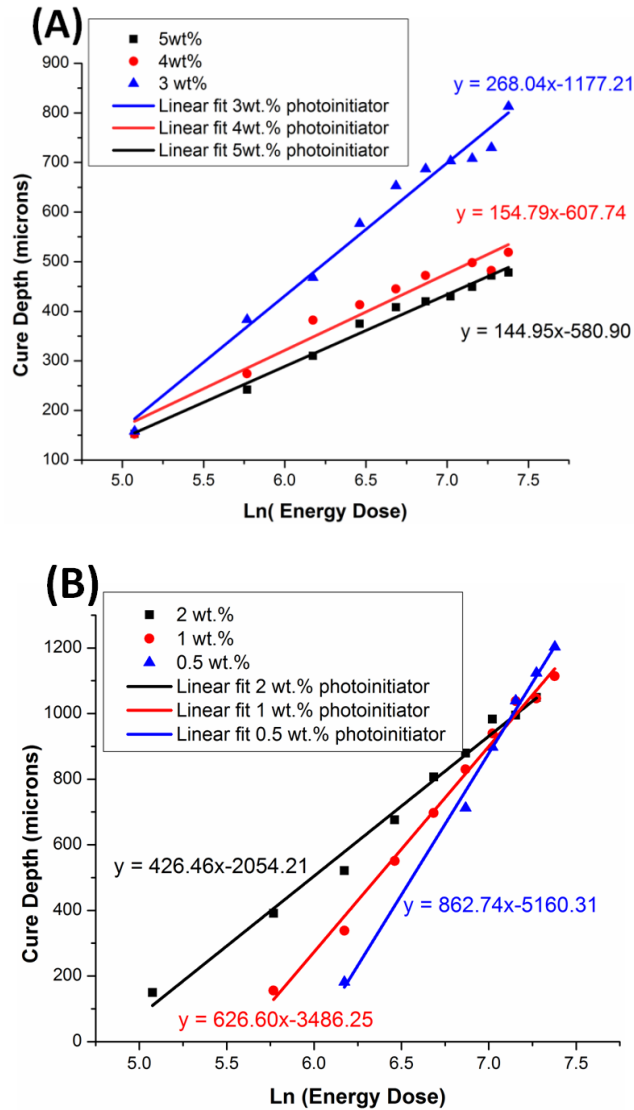 (A)
5wt%
4wt%
3 wt%
Linear fit 3wt.% photoinitiator
Linear fit 4wt.% photoinitiator
Linear fit 5wt.% photoinitiator
y = 268.04x-1177.21
y = 154.79x-607.74
y = 144.95x-580.90
900
800
700
600
500
400
300
200
100
Cure Depth (microns)
5.0 5.5 6.0 6.5 7.0 7.5
Ln( Energy Dose)
(B)
2 wt.%
1 wt.%
0.5 wt.%
Linear fit 2 wt.% photoinitiator
Linear fit 1 wt.% photoinitiator
Linear fit 0.5 wt.% photoinitiator
y = 426.46x-2054.21
y = 862.74x-5160.31
y = 626.60x-3486.25
1200
1000
800
600
400
200
0
Cure Depth (microns)
5.0 5.5 6.0 6.5 7.0 7.5
Ln (Energy Dose)